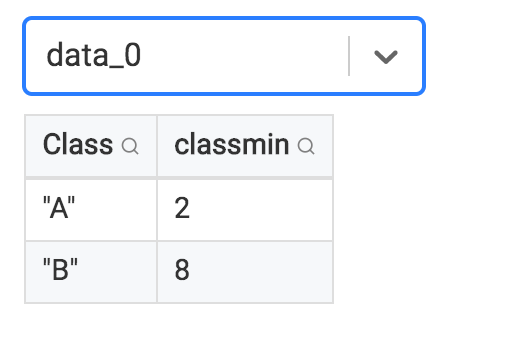 data_0
Class classmin
"A" 2
"B" 8